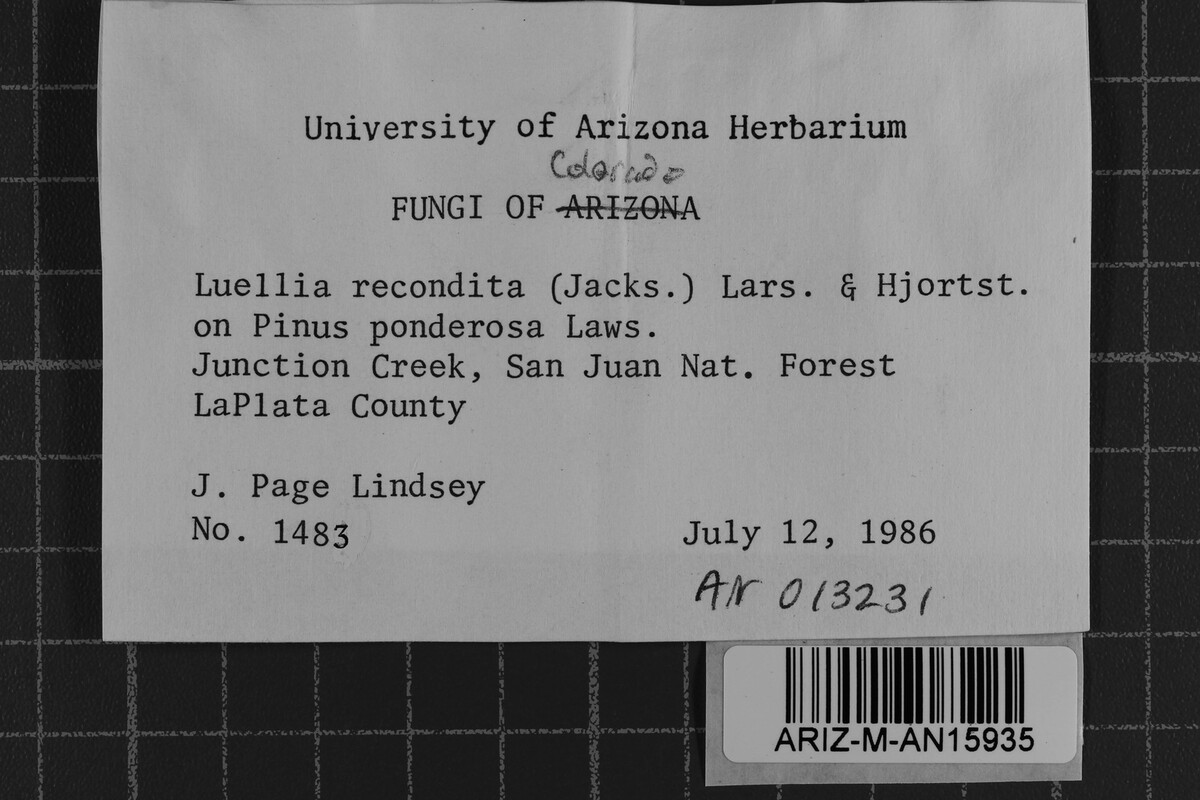 University of Arizona Herbarium
Colorado
FUNGI OF ARIZONA
Luellia recondita (Jacks.) Lars. & Hjortst.
on Pinus ponderosa Laws.
Junction Creek, San Juan Nat. Forest
LaPlata County
J. Page Lindsey
No. 1483
July 12, 1986
AN 013231
ARIZ-M-AN15935